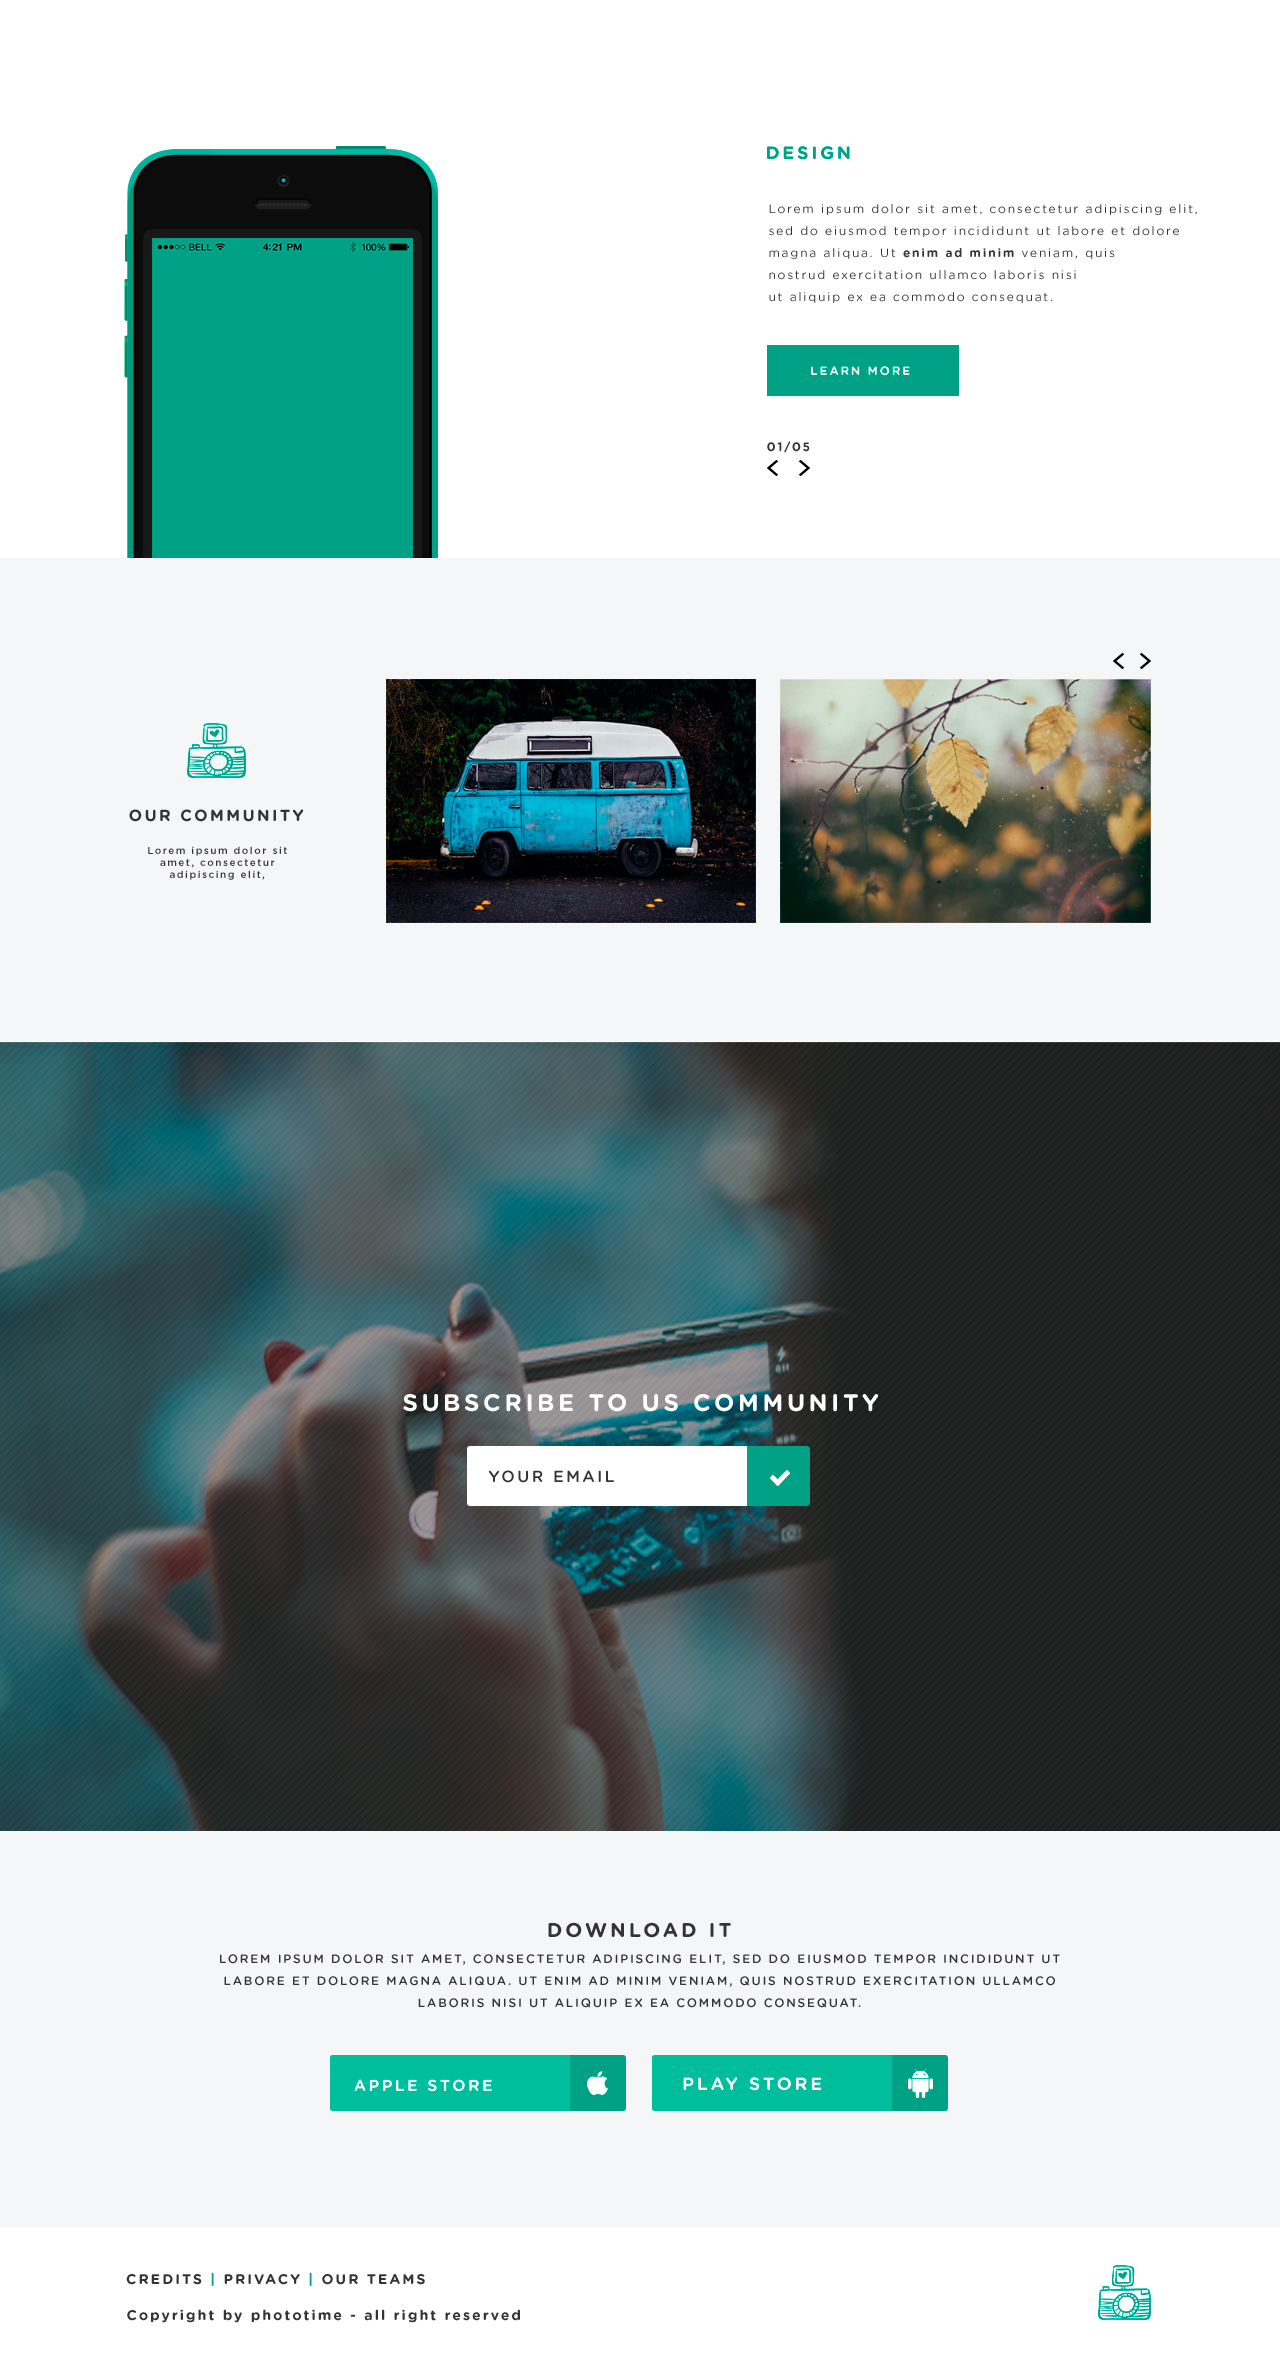 BELL 4:21 PM 100%
DESIGN
Lorem ipsum dolor sit amet, consectetur adipiscing elit,
sed do eiusmod tempor incididunt ut labore et dolore
magna aliqua. Ut enim ad minim veniam, quis
nostrud exercitation ullamco laboris nisi
ut aliquip ex ea commodo consequat.
LEARN MORE
01/05
OUR COMMUNITY
Lorem ipsum dolor sit
amet, consectetur
adipiscing elit,
Off
HDR
SUBSCRIBE TO US COMMUNITY
YOUR EMAIL
DOWNLOAD IT
LOREM IPSUM DOLOR SIT AMET, CONSECTETUR ADIPISCING ELIT, SED DO EIUSMOD TEMPOR INCIDIDUNT UT
LABORE ET DOLORE MAGNA ALIQUA. UT ENIM AD MINIM VENIAM, QUIS NOSTRUD EXERCITATION ULLAMCO
LABORIS NISI UT ALIQUIP EX EA COMMODO CONSEQUAT.
APPLE STORE
PLAY STORE
CREDITS | PRIVACY | OUR TEAMS
Copyright by phototime - all right reserved